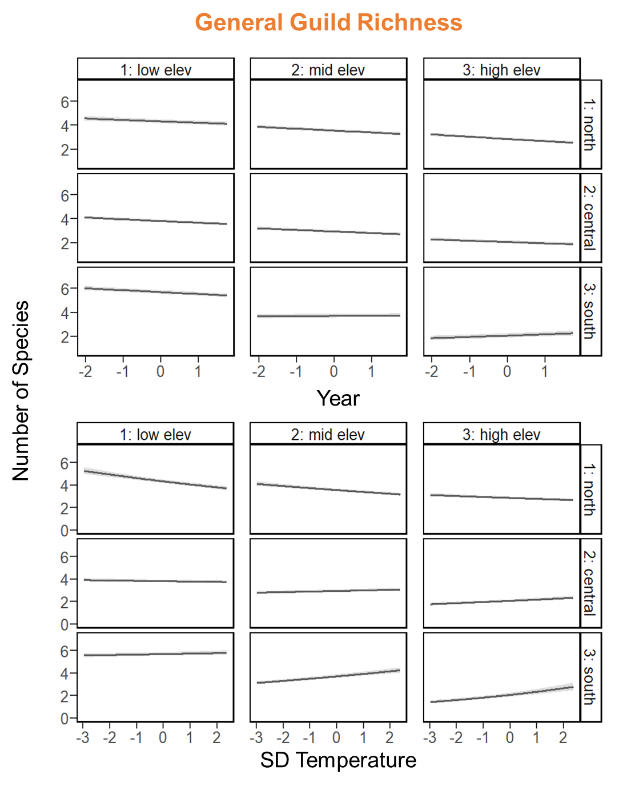 General Guild Richness
1: low elev 2: mid elev 3: high elev
6
4
2
1: north
6
4
2
2: central
6
4
2
3: south
-2 -1 0 1 -2 -1 0 1 -2 -1 0 1
Year
Number of Species
1: low elev 2: mid elev 3: high elev
6
4
2
0
1: north
6
4
2
0
2: central
6
4
2
0
3: south
-3 -2 -1 0 1 2 -3 -2 -1 0 1 2 -3 -2 -1 0 1 2
SD Temperature